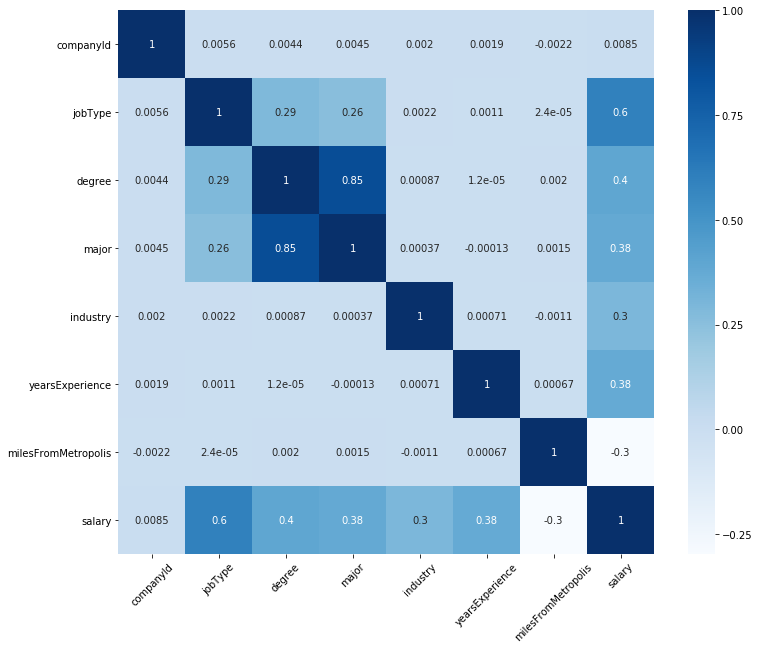 companyId 1 0.0056 0.0044 0.0045 0.002 0.0019 -0.0022 0.0085
jobType 0.0056 1 0.29 0.26 0.0022 0.0011 2.4e-05 0.6
degree 0.0044 0.29 1 0.85 0.00087 1.2e-05 0.002 0.4
major 0.0045 0.26 0.85 1 0.00037 -0.00013 0.0015 0.38
industry 0.002 0.0022 0.00087 0.00037 1 0.00071 -0.0011 0.3
yearsExperience 0.0019 0.0011 1.2e-05 -0.00013 0.00071 1 0.00067 0.38
milesFromMetropolis -0.0022 2.4e-05 0.002 0.0015 -0.0011 0.00067 1 -0.3
salary 0.0085 0.6 0.4 0.38 0.3 0.38 -0.3 1
companyId jobType degree major industry yearsExperience milesFromMetropolis salary
1.00
0.75
0.50
0.25
0.00
−0.25